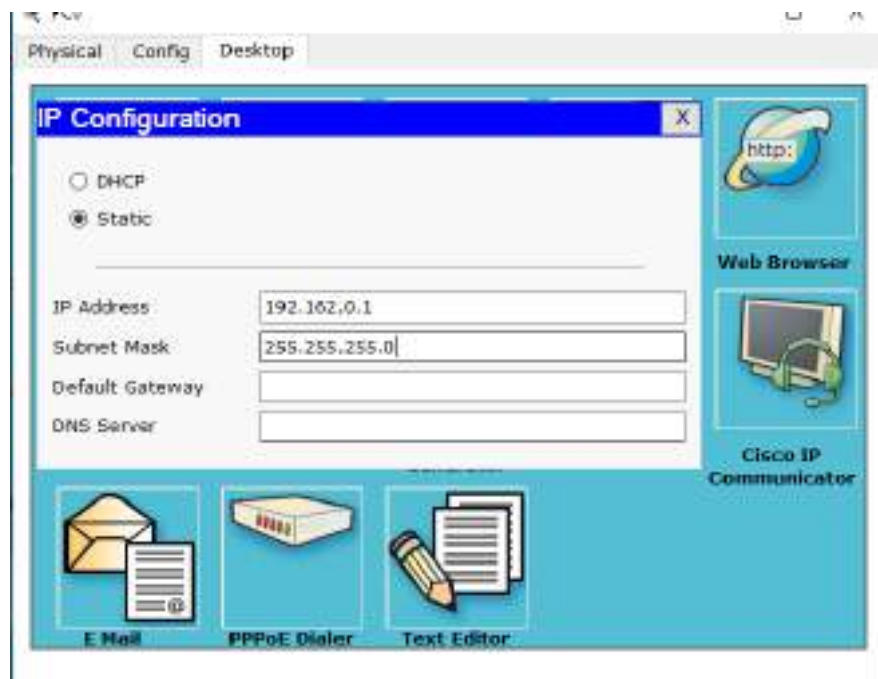 Physical Config Desktop
IP Configuration X
http:
DHCP
Static
Web Browser
IP Address 192.162.0.1
Subnet Mask 255.255.255.0
Default Gateway
DNS Server
Cisco IP
Communicator
@
E Mail PPPoE Dialer Text Editor